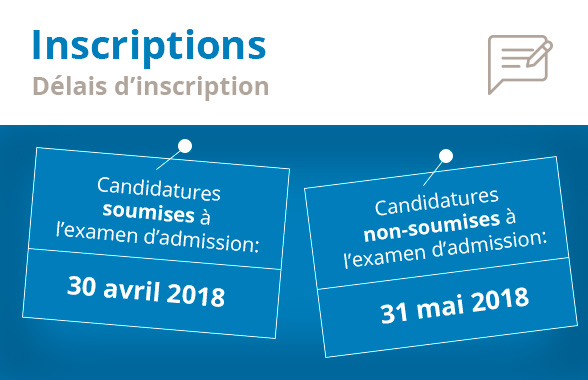 Inscriptions
Délais d’inscription
Candidatures
soumises à
l’examen d’admission:
30 avril 2018
Candidatures
non-soumises à
l’examen d’admission:
31 mai 2018